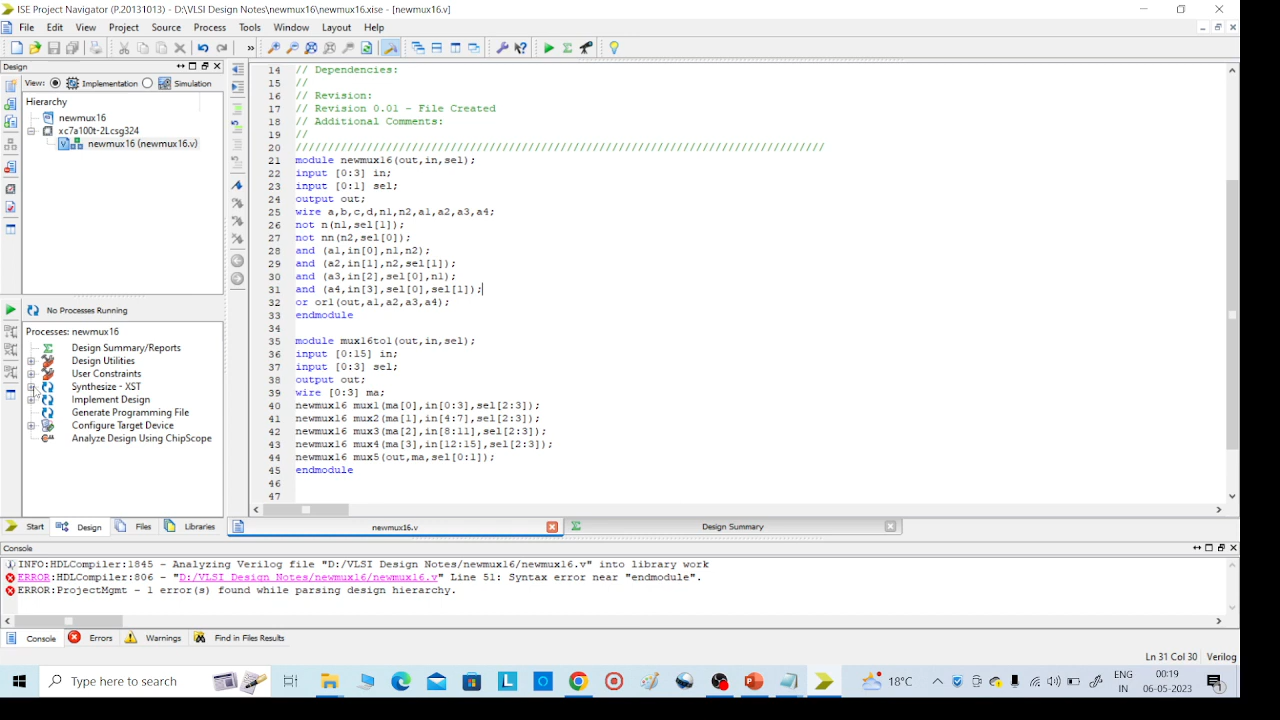 ISE Project Navigator (P.20131013) - D:\VLSI Design Notes\newmux16\newmux16.xise - [newmux16.v]
File Edit View Project Source Process Tools Window Layout Help
Design
View: Implementation Simulation
Hierarchy
newmux16
xc7a100t-2Lcsg324
newmux16 (newmux16.v)
No Processes Running
Processes: newmux16
Design Summary/Reports
Design Utilities
User Constraints
Synthesize - XST
Implement Design
Generate Programming File
Configure Target Device
Analyze Design Using ChipScope
Start Design Files Libraries
14 // Dependencies:
15 //
16 // Revision:
17 // Revision 0.01 - File Created
18 // Additional Comments:
19 //
20 //////////////////////////////////////////////////////////////////////////////////
21 module newmux16(out,in,sel);
22 input [0:3] in;
23 input [0:1] sel;
24 output out;
25 wire a,b,c,d,n1,n2,a1,a2,a3,a4;
26 not n(n1,sel[1]);
27 not nn(n2,sel[0]);
28 and (a1,in[0],n1,n2);
29 and (a2,in[1],n2,sel[1]);
30 and (a3,in[2],sel[0],n1);
31 and (a4,in[3],sel[0],sel[1]);
32 or or1(out,a1,a2,a3,a4);
33 endmodule
34
35 module mux16to1(out,in,sel);
36 input [0:15] in;
37 input [0:3] sel;
38 output out;
39 wire [0:3] ma;
40 newmux16 mux1(ma[0],in[0:3],sel[2:3]);
41 newmux16 mux2(ma[1],in[4:7],sel[2:3]);
42 newmux16 mux3(ma[2],in[8:11],sel[2:3]);
43 newmux16 mux4(ma[3],in[12:15],sel[2:3]);
44 newmux16 mux5(out,ma,sel[0:1]);
45 endmodule
46
47
newmux16.v Design Summary
Console
INFO:HDLCompiler:1845 - Analyzing Verilog file "D:/VLSI Design Notes/newmux16/newmux16.v" into library work
ERROR:HDLCompiler:806 - "D:/VLSI Design Notes/newmux16/newmux16.v" Line 51: Syntax error near "endmodule".
ERROR:ProjectMgmt - 1 error(s) found while parsing design hierarchy.
Console Errors Warnings Find in Files Results
Ln 31 Col 30 Verilog
Type here to search
18°C
ENG
IN
00:19
06-05-2023
1